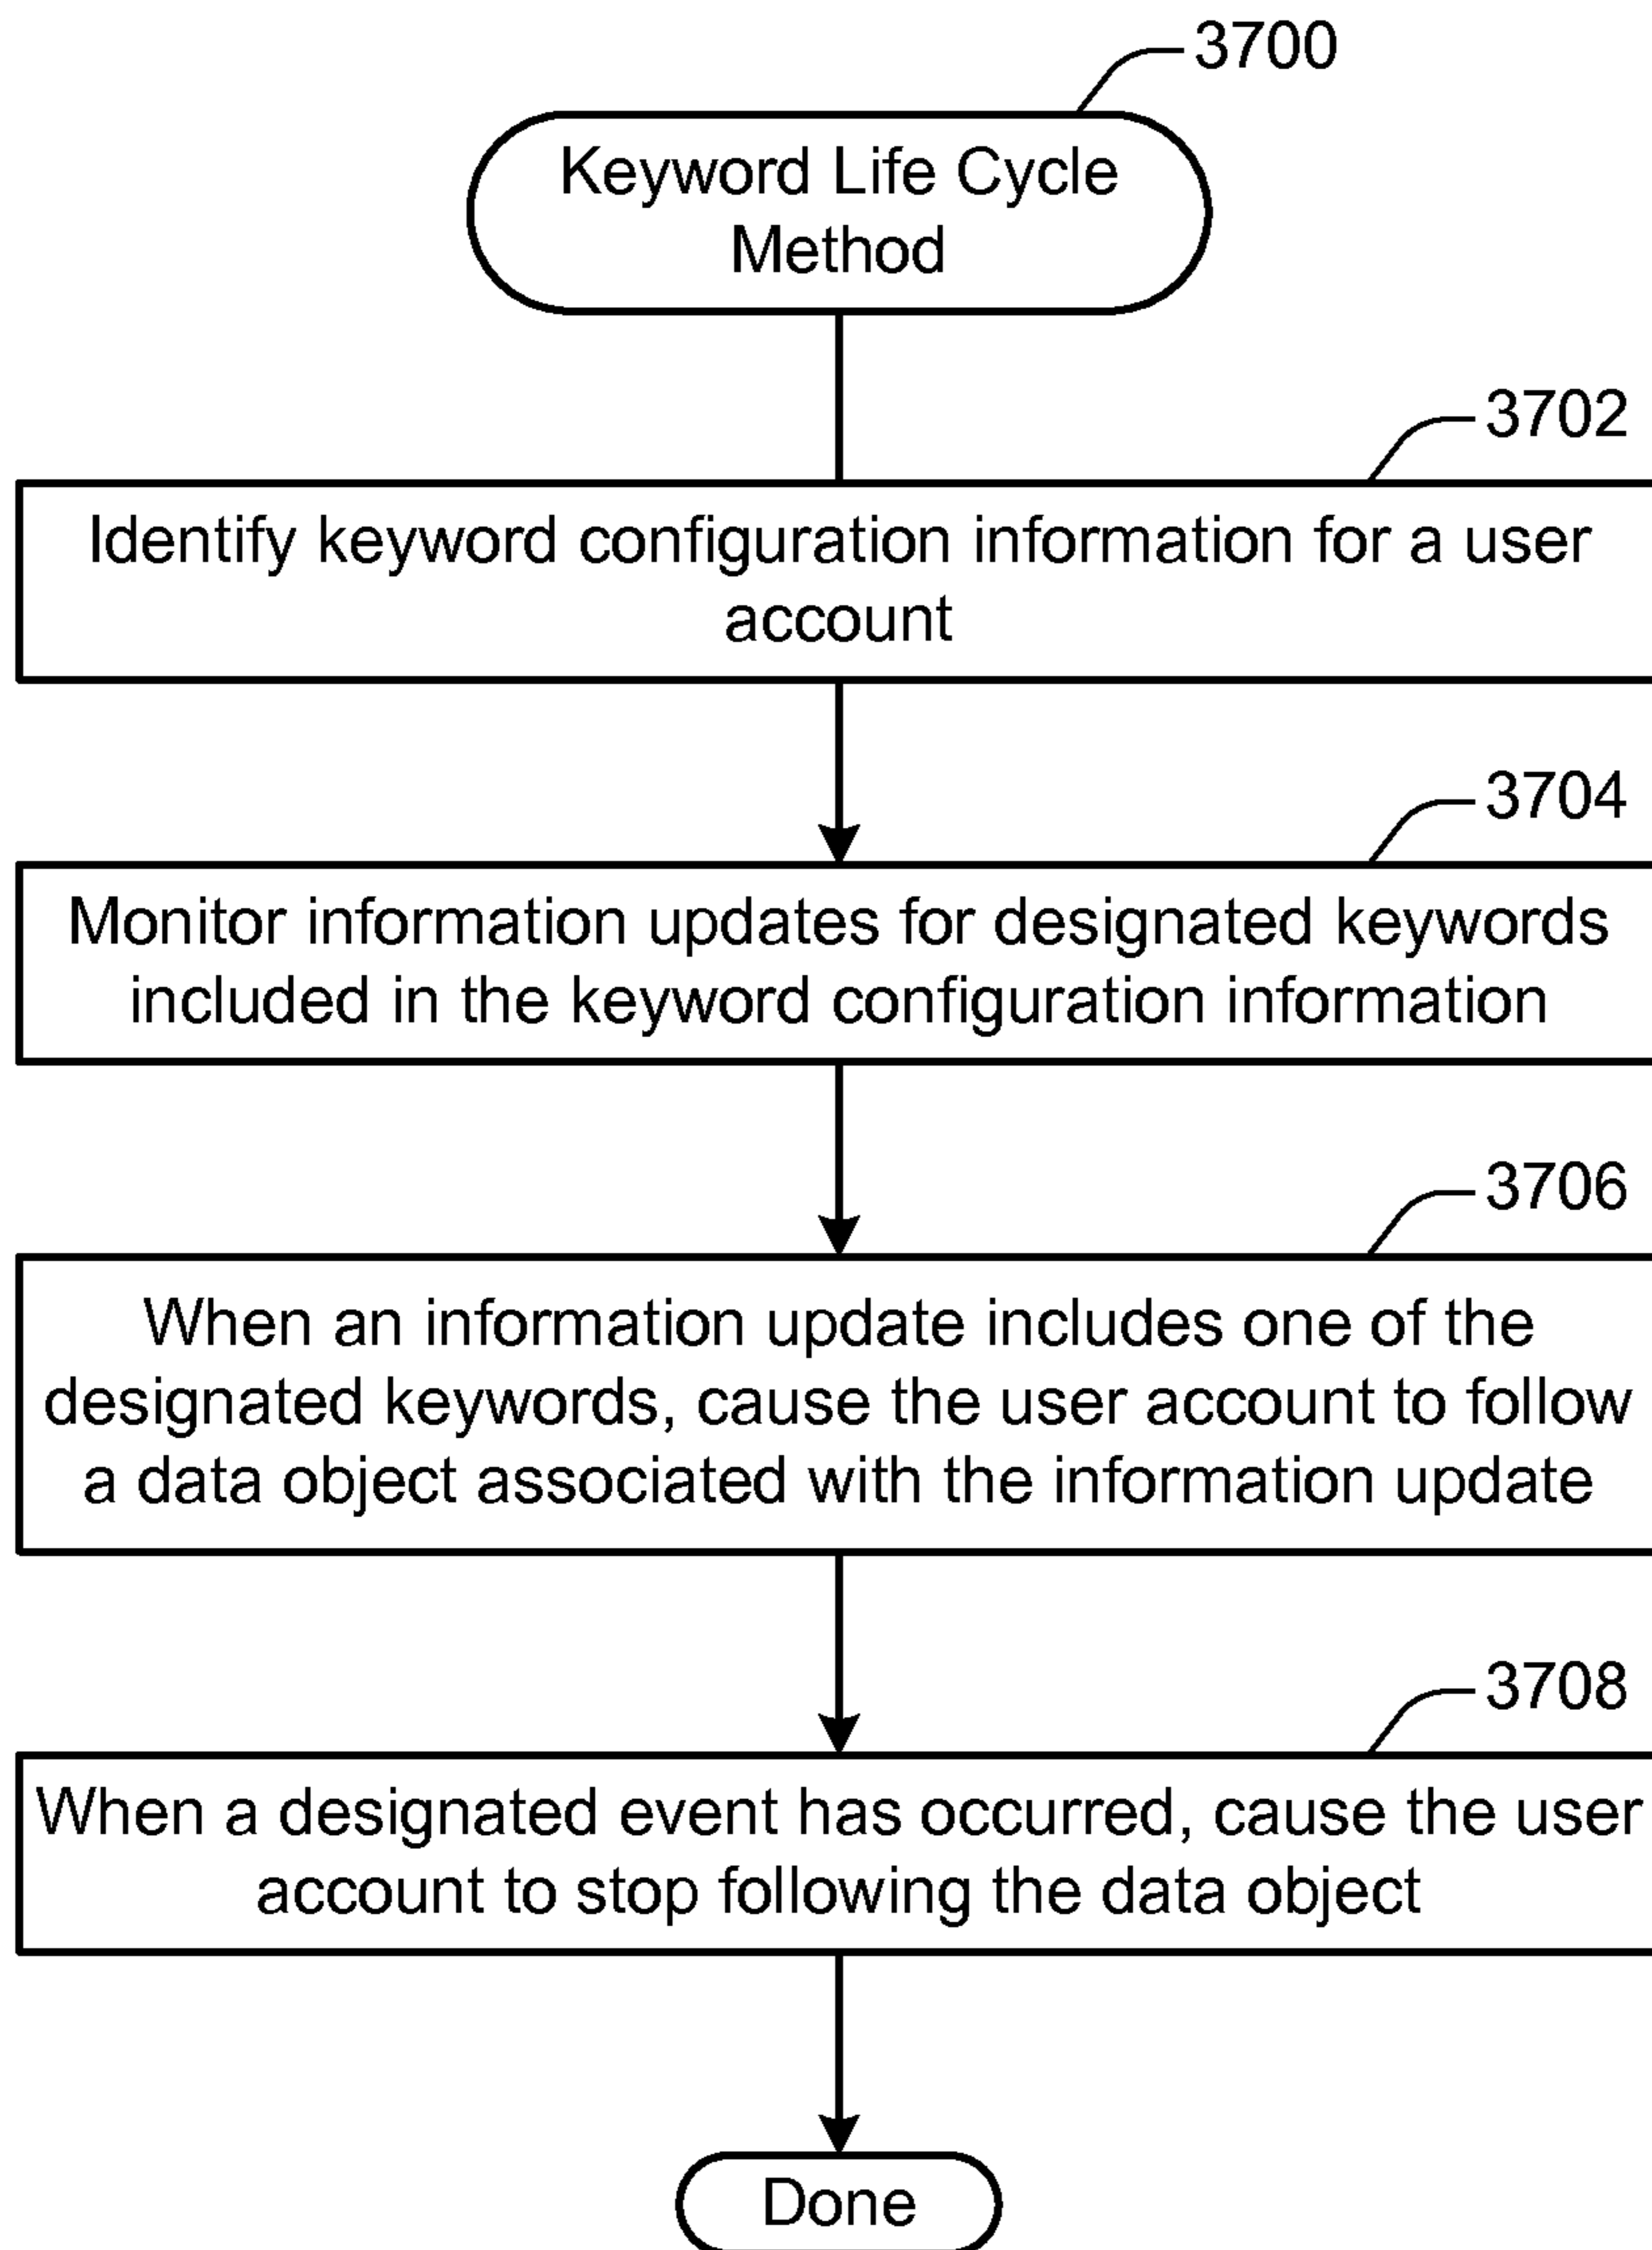 3700
Keyword Life Cycle
Method
3702
Identify keyword configuration information for a user
account
3704
Monitor information updates for designated keywords
included in the keyword configuration information
3706
When an information update includes one of the
designated keywords, cause the user account to follow
a data object associated with the information update
3708
When a designated event has occurred, cause the user
account to stop following the data object
Done